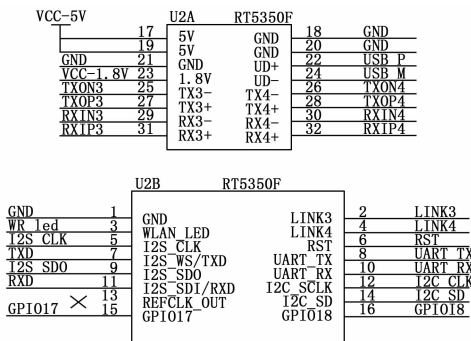 VCC-5V
U2A RT5350F
17 5V GND 18 GND
19 5V GND 20 GND
GND 21 GND UD+ 22 USB_P
VCC-1.8V 23 1.8V UD- 24 USB_M
TXON3 25 TX3- TX4- 26 TXON4
TXOP3 27 TX3+ TX4+ 28 TXOP4
RXIN3 29 RX3- RX4- 30 RXIN4
RXIP3 31 RX3+ RX4+ 32 RXIP4
U2B RT5350F
GND 1 GND LINK3 2 LINK3
WR_led 3 WLAN_LED LINK4 4 LINK4
I2S_CLK 5 I2S_CLK RST 6 RST
TXD 7 I2S_WS/TXD UART_TX 8 UART_TX
I2S_SDO 9 I2S_SDO UART_RX 10 UART_RX
RXD 11 I2S_SDI/RXD I2C_SCLK 12 I2C_CLK
13 REFCLK_OUT I2C_SD 14 I2C_SD
GPIO17 15 GPIO17 GPIO18 16 GPIO18